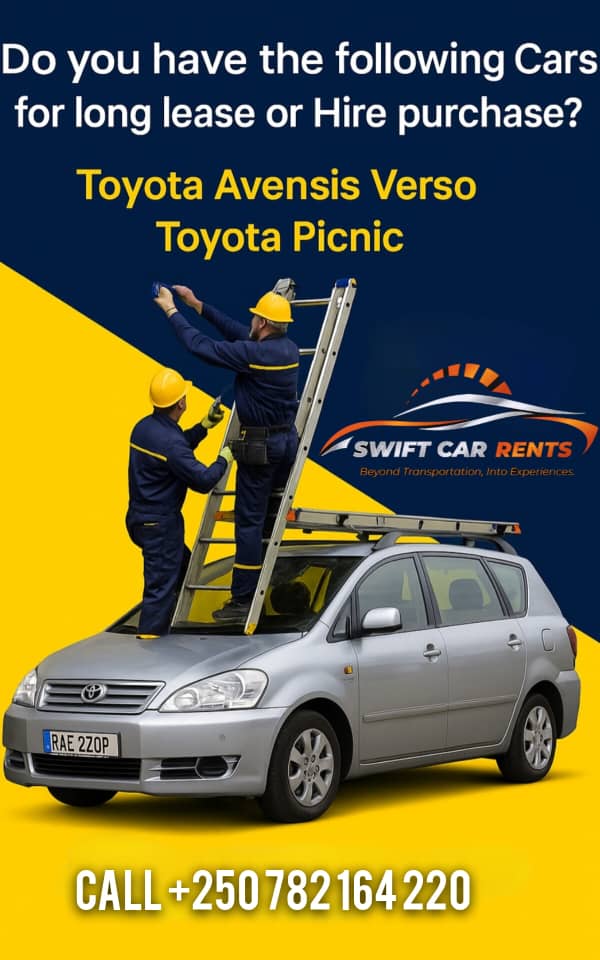 Do you have the following Cars
for long lease or Hire purchase?
Toyota Avensis Verso
Toyota Picnic
SWIFT CAR RENTS
Beyond Transportation, Into Experiences.
RAE 2ZOP
CALL +250 782 164 220